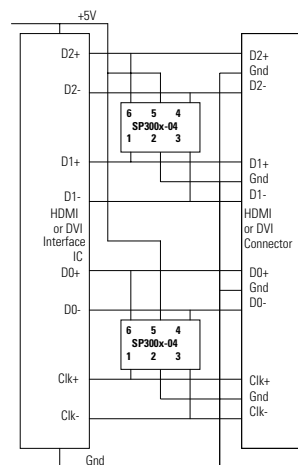 +5V
D2+ D2+
Gnd
D2- D2-
6 5 4
SP300x-04
1 2 3
D1+ D1+
Gnd
D1- D1-
HDMI HDMI
or DVI or DVI
Interface Connector
IC
D0+ D0+
Gnd
D0- D0-
6 5 4
SP300x-04
1 2 3
Clk+ Clk+
Gnd
Clk- Clk-
Gnd